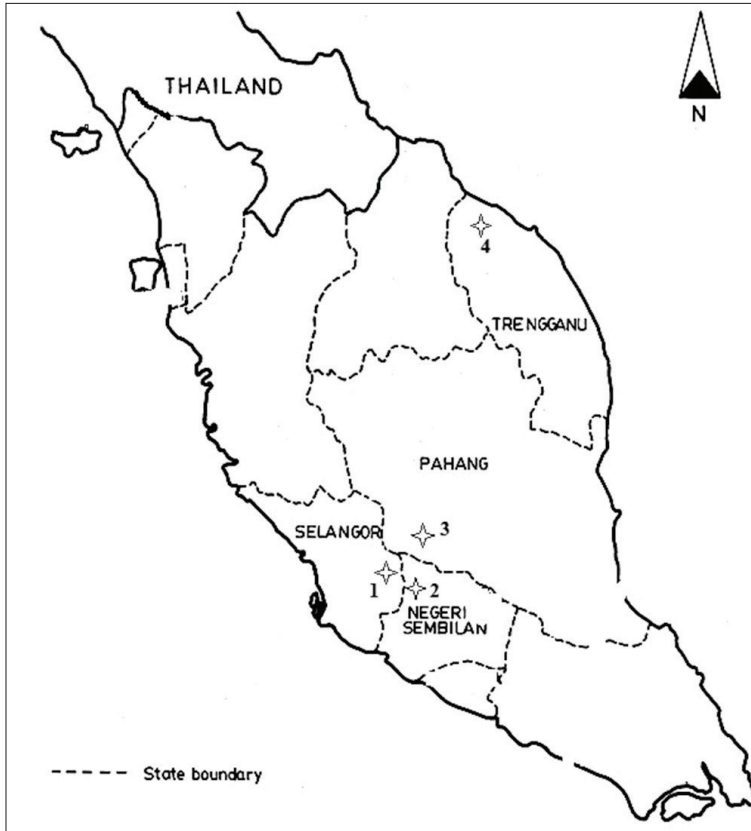 THAILAND
N
4
TRENGGANU
PAHANG
SELANGOR
3
1
2
NEGERI
SEMBILAN
State boundary